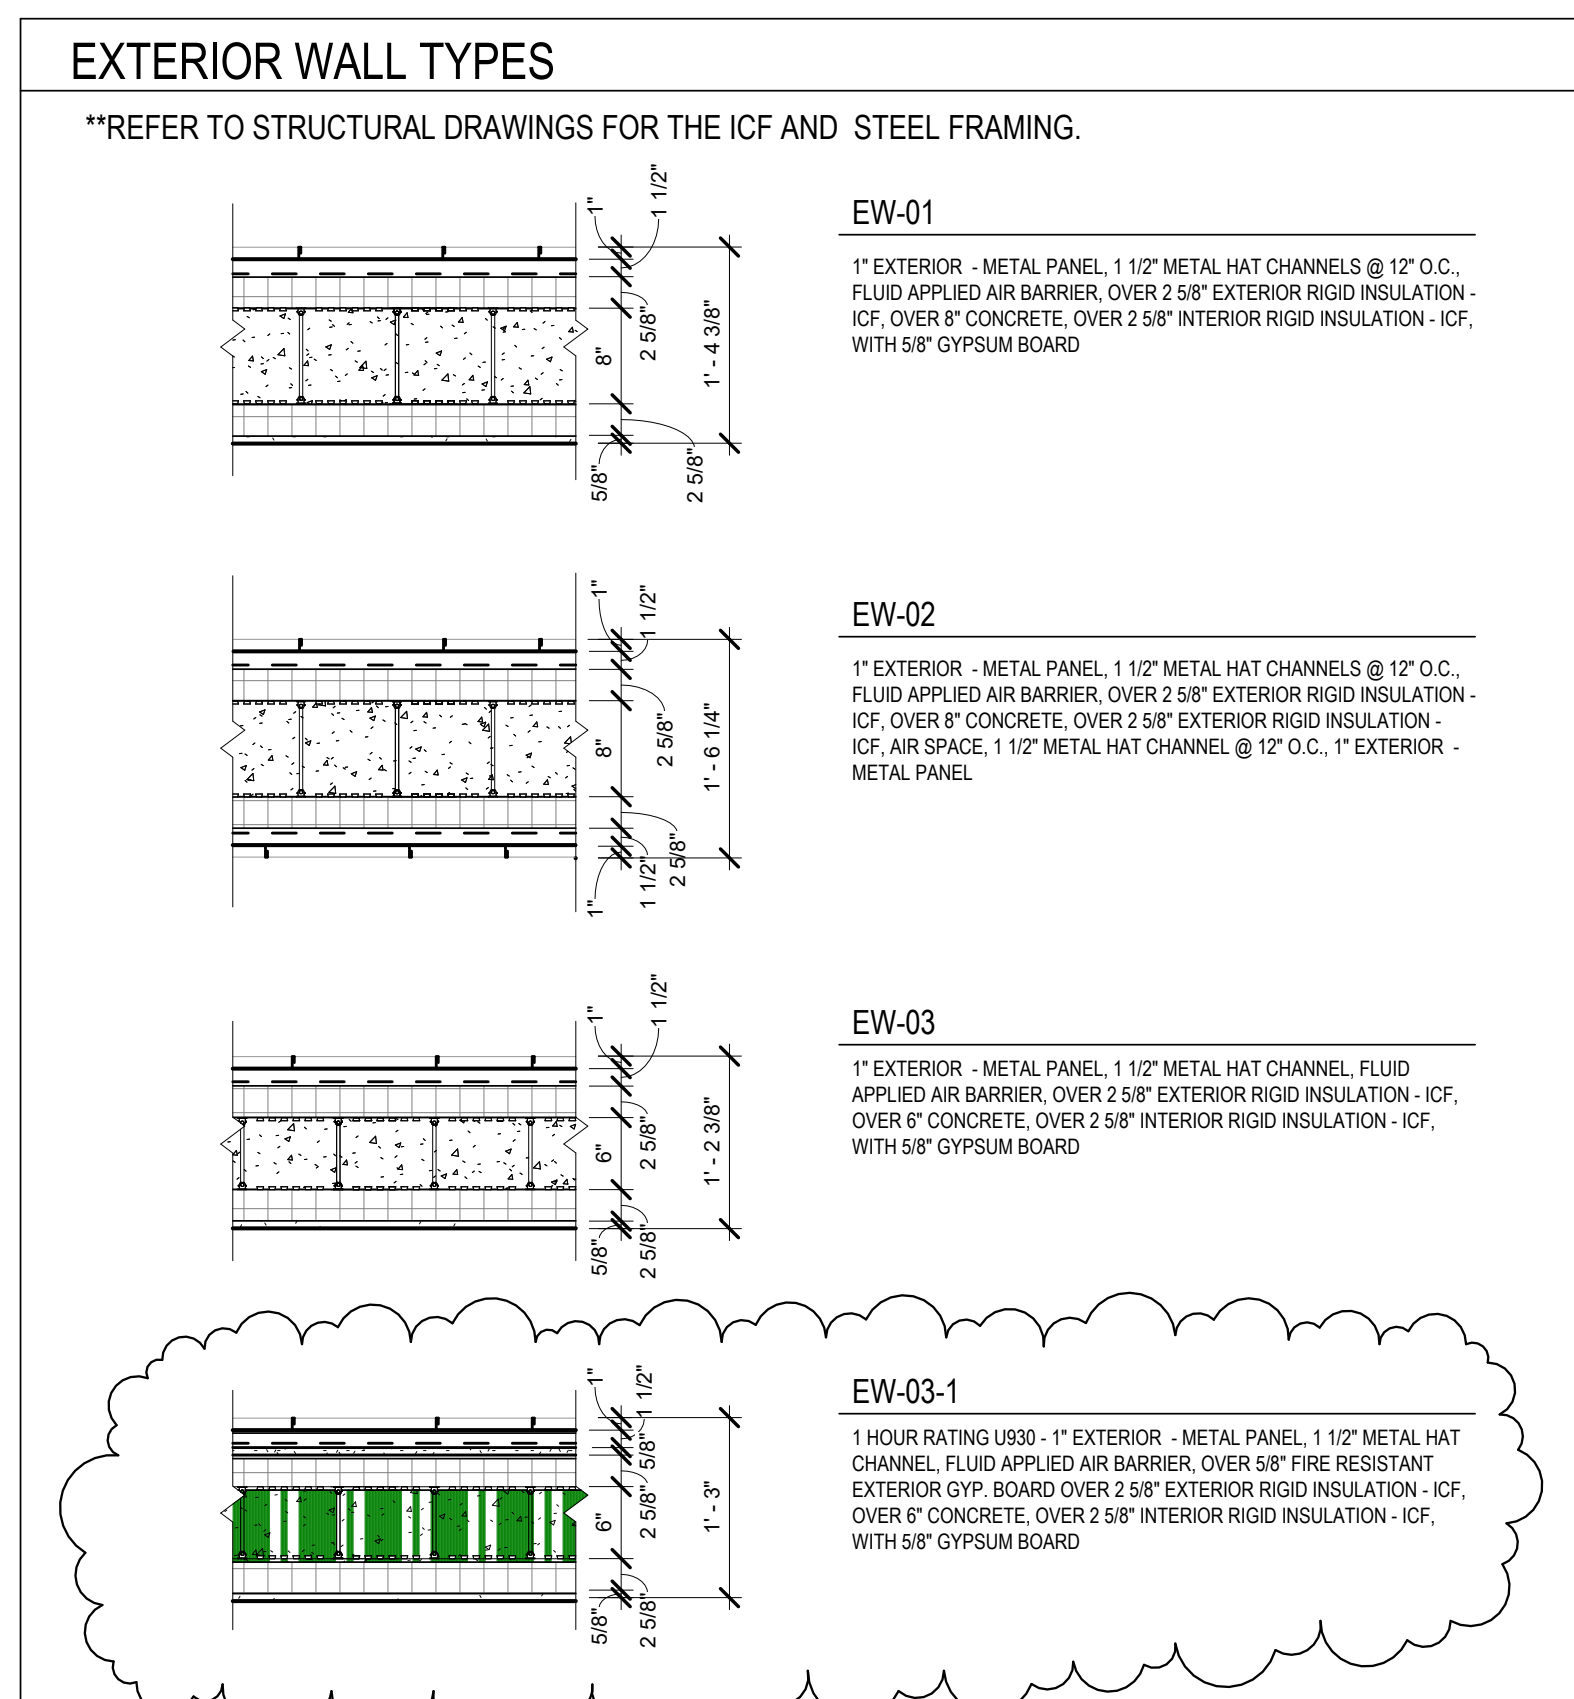 EXTERIOR WALL TYPES
**REFER TO STRUCTURAL DRAWINGS FOR THE ICF AND STEEL FRAMING.
1"
1 1/2"
2 5/8"
8"
1' - 4 3/8"
5/8"
2 5/8"
EW-01
1" EXTERIOR - METAL PANEL, 1 1/2" METAL HAT CHANNELS @ 12" O.C.,
FLUID APPLIED AIR BARRIER, OVER 2 5/8" EXTERIOR RIGID INSULATION -
ICF, OVER 8" CONCRETE, OVER 2 5/8" INTERIOR RIGID INSULATION - ICF,
WITH 5/8" GYPSUM BOARD
1"
1 1/2"
2 5/8"
8"
1' - 6 1/4"
1"
1 1/2"
2 5/8"
EW-02
1" EXTERIOR - METAL PANEL, 1 1/2" METAL HAT CHANNELS @ 12" O.C.,
FLUID APPLIED AIR BARRIER, OVER 2 5/8" EXTERIOR RIGID INSULATION -
ICF, OVER 8" CONCRETE, OVER 2 5/8" EXTERIOR RIGID INSULATION -
ICF, AIR SPACE, 1 1/2" METAL HAT CHANNEL @ 12" O.C., 1" EXTERIOR -
METAL PANEL
1"
1 1/2"
2 5/8"
6"
1' - 2 3/8"
5/8"
2 5/8"
EW-03
1" EXTERIOR - METAL PANEL, 1 1/2" METAL HAT CHANNEL, FLUID
APPLIED AIR BARRIER, OVER 2 5/8" EXTERIOR RIGID INSULATION - ICF,
OVER 6" CONCRETE, OVER 2 5/8" INTERIOR RIGID INSULATION - ICF,
WITH 5/8" GYPSUM BOARD
1"
1 1/2"
5/8"
2 5/8"
6"
1' - 3"
5/8"
2 5/8"
EW-03-1
1 HOUR RATING U930 - 1" EXTERIOR - METAL PANEL, 1 1/2" METAL HAT
CHANNEL, FLUID APPLIED AIR BARRIER, OVER 5/8" FIRE RESISTANT
EXTERIOR GYP. BOARD OVER 2 5/8" EXTERIOR RIGID INSULATION - ICF,
OVER 6" CONCRETE, OVER 2 5/8" INTERIOR RIGID INSULATION - ICF,
WITH 5/8" GYPSUM BOARD